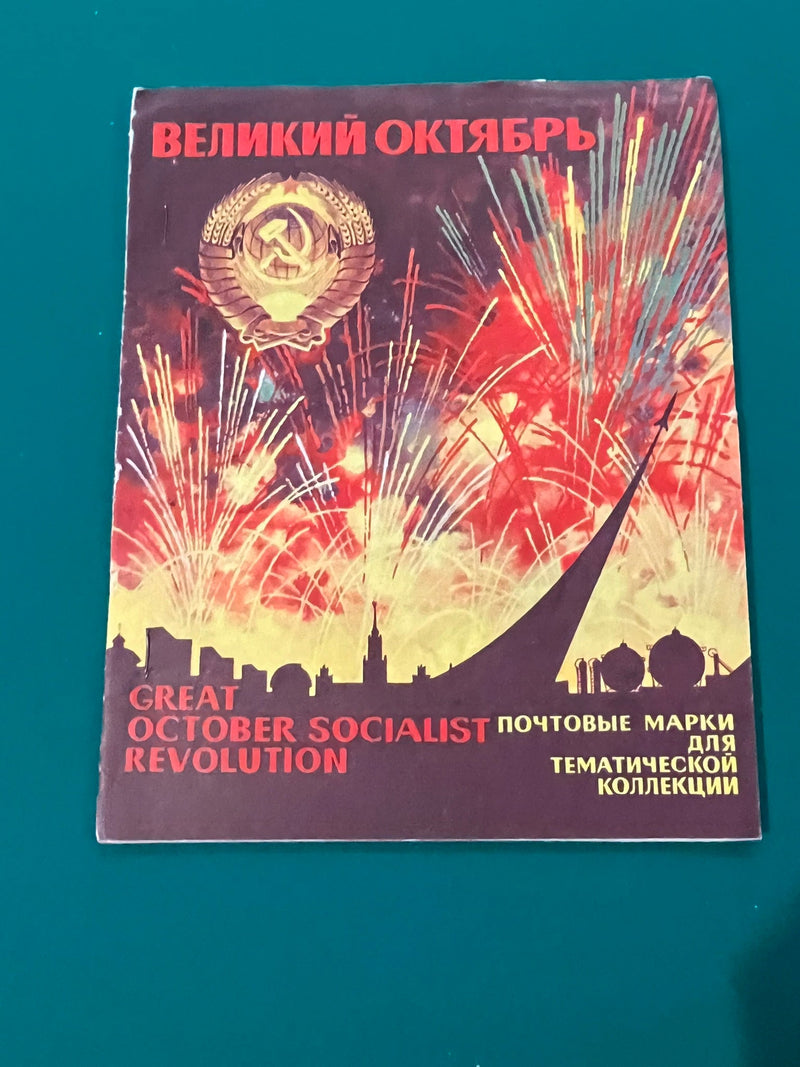 ВЕЛИКИЙ ОКТЯБРЬ
GREAT
OCTOBER SOCIALIST
REVOLUTION
ПОЧТОВЫЕ МАРКИ
ДЛЯ
ТЕМАТИЧЕСКОЙ
КОЛЛЕКЦИИ